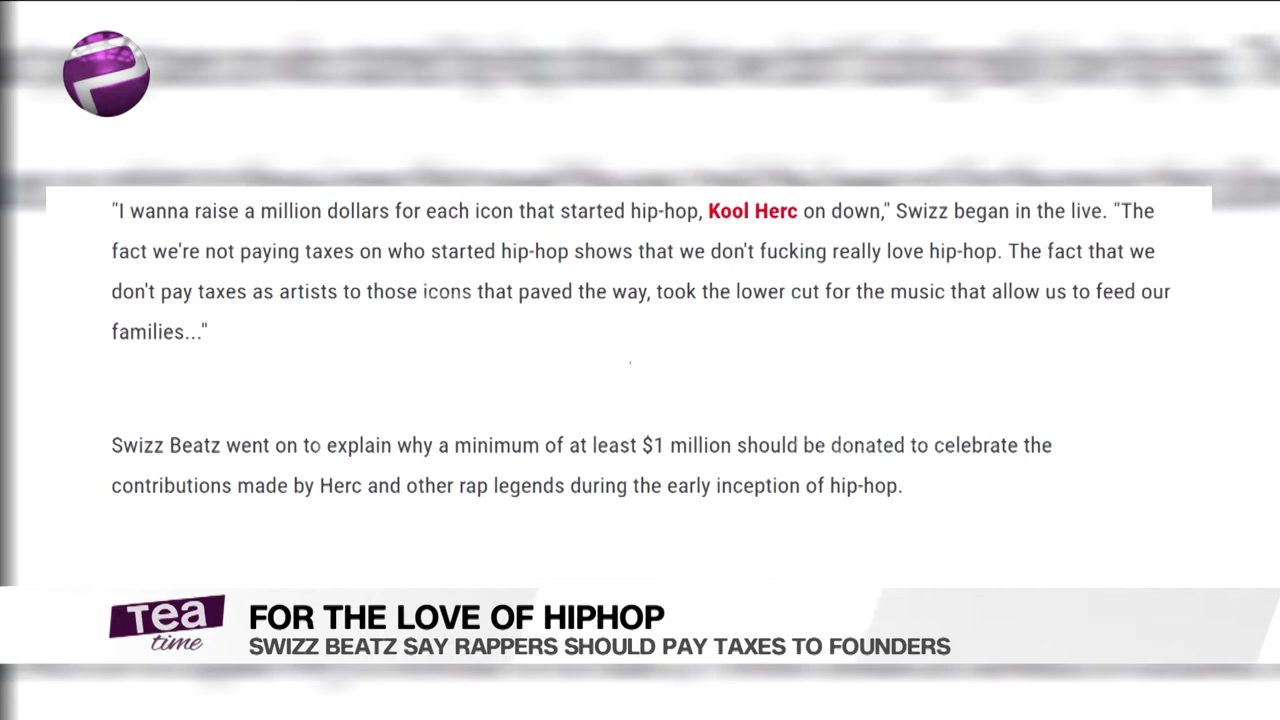 "I wanna raise a million dollars for each icon that started hip-hop, Kool Herc on down," Swizz began in the live. "The
fact we're not paying taxes on who started hip-hop shows that we don't fucking really love hip-hop. The fact that we
don't pay taxes as artists to those icons that paved the way, took the lower cut for the music that allow us to feed our
families..."
Swizz Beatz went on to explain why a minimum of at least $1 million should be donated to celebrate the
contributions made by Herc and other rap legends during the early inception of hip-hop.
Tea
time
FOR THE LOVE OF HIPHOP
SWIZZ BEATZ SAY RAPPERS SHOULD PAY TAXES TO FOUNDERS